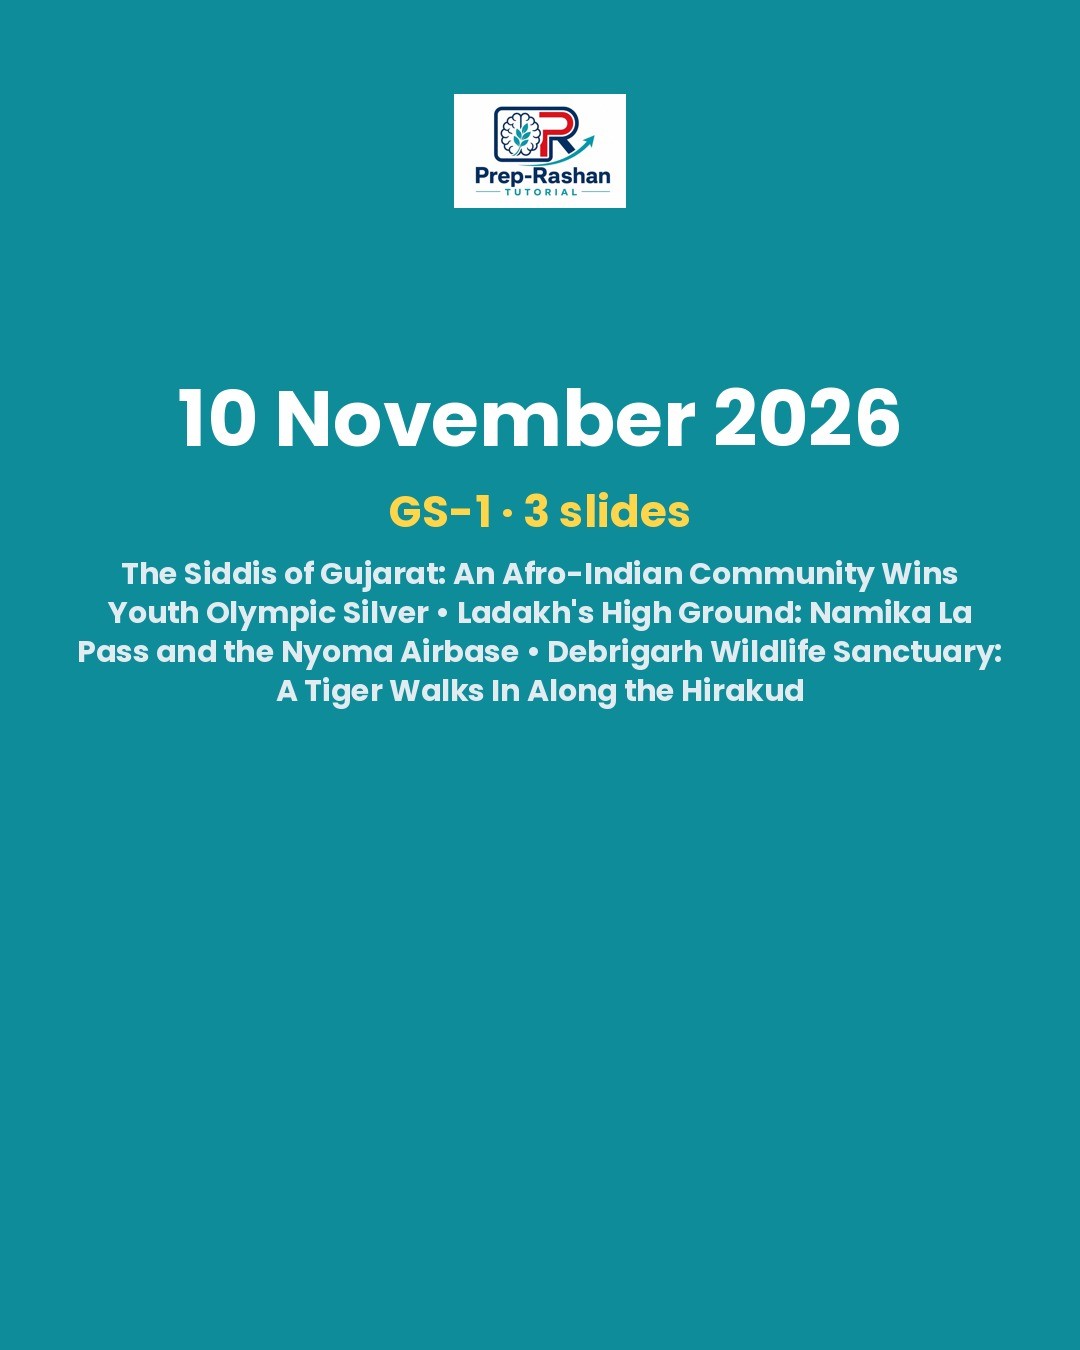 Prep-Rashan
TUTORIAL
10 November 2026
GS-1 · 3 slides
The Siddis of Gujarat: An Afro-Indian Community Wins
Youth Olympic Silver • Ladakh's High Ground: Namika La
Pass and the Nyoma Airbase • Debrigarh Wildlife Sanctuary:
A Tiger Walks In Along the Hirakud